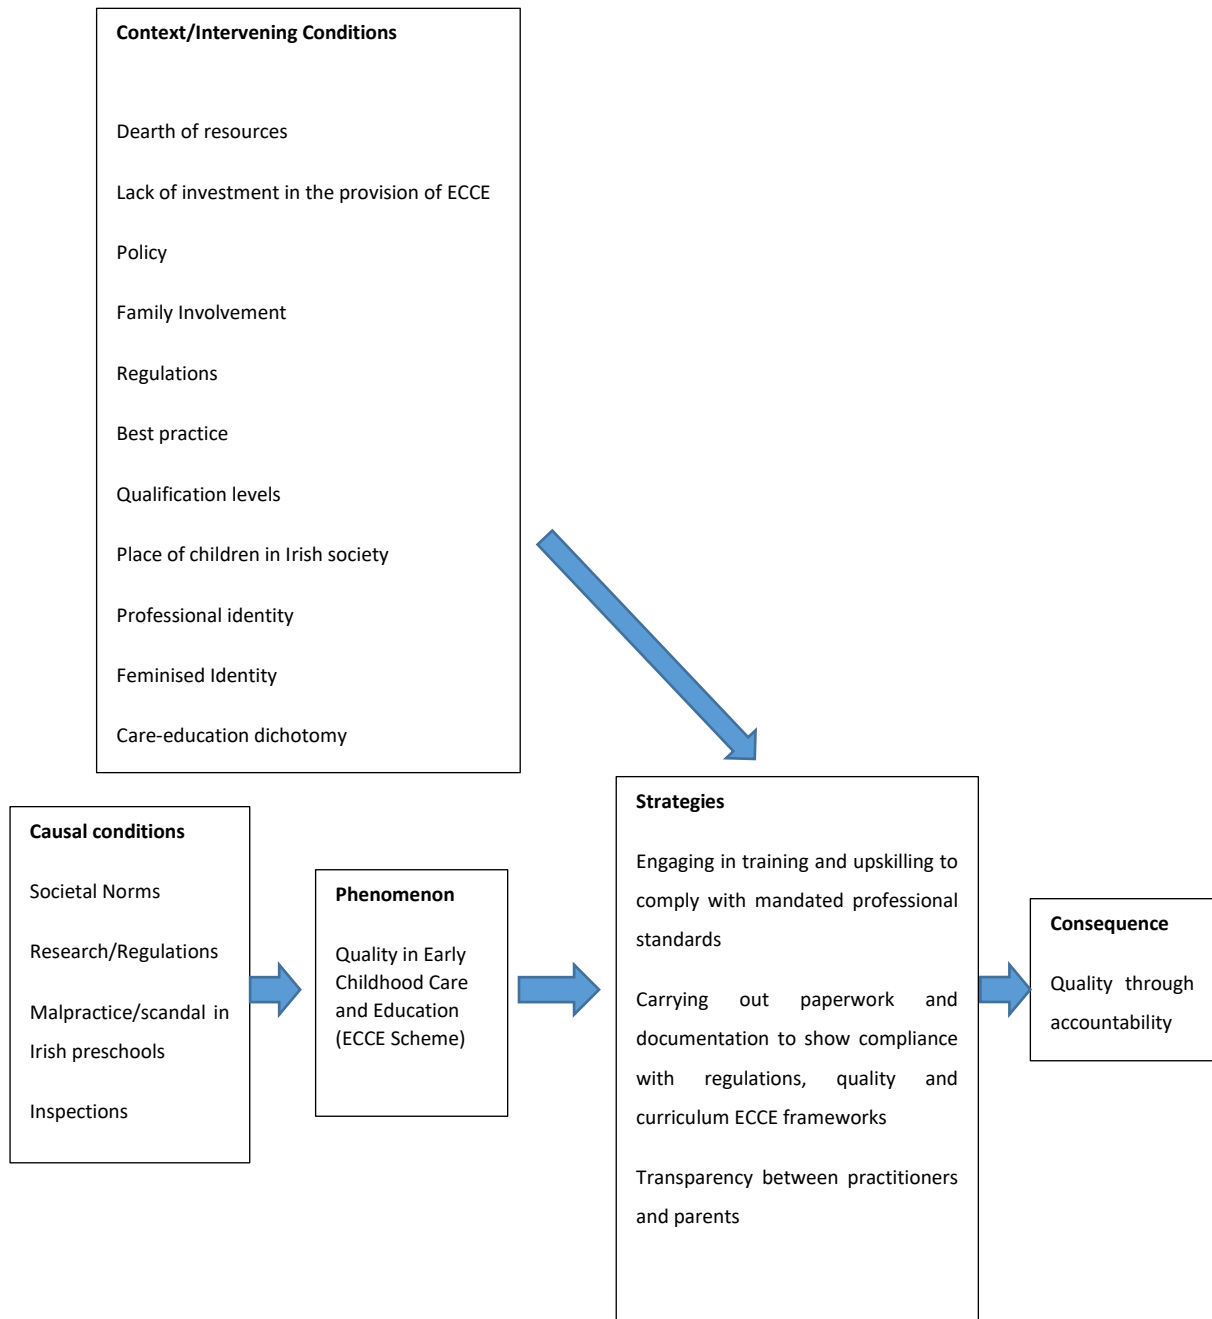 Context/Intervening Conditions
Dearth of resources
Lack of investment in the provision of ECCE
Policy
Family Involvement
Regulations
Best practice
Qualification levels
Place of children in Irish society
Professional identity
Feminised Identity
Care-education dichotomy
Causal conditions
Societal Norms
Research/Regulations
Malpractice/scandal in
Irish preschools
Inspections
Phenomenon
Quality in Early
Childhood Care
and Education
(ECCE Scheme)
Strategies
Engaging in training and upskilling to
comply with mandated professional
standards
Carrying out paperwork and
documentation to show compliance
with regulations, quality and
curriculum ECCE frameworks
Transparency between practitioners
and parents
Consequence
Quality through
accountability